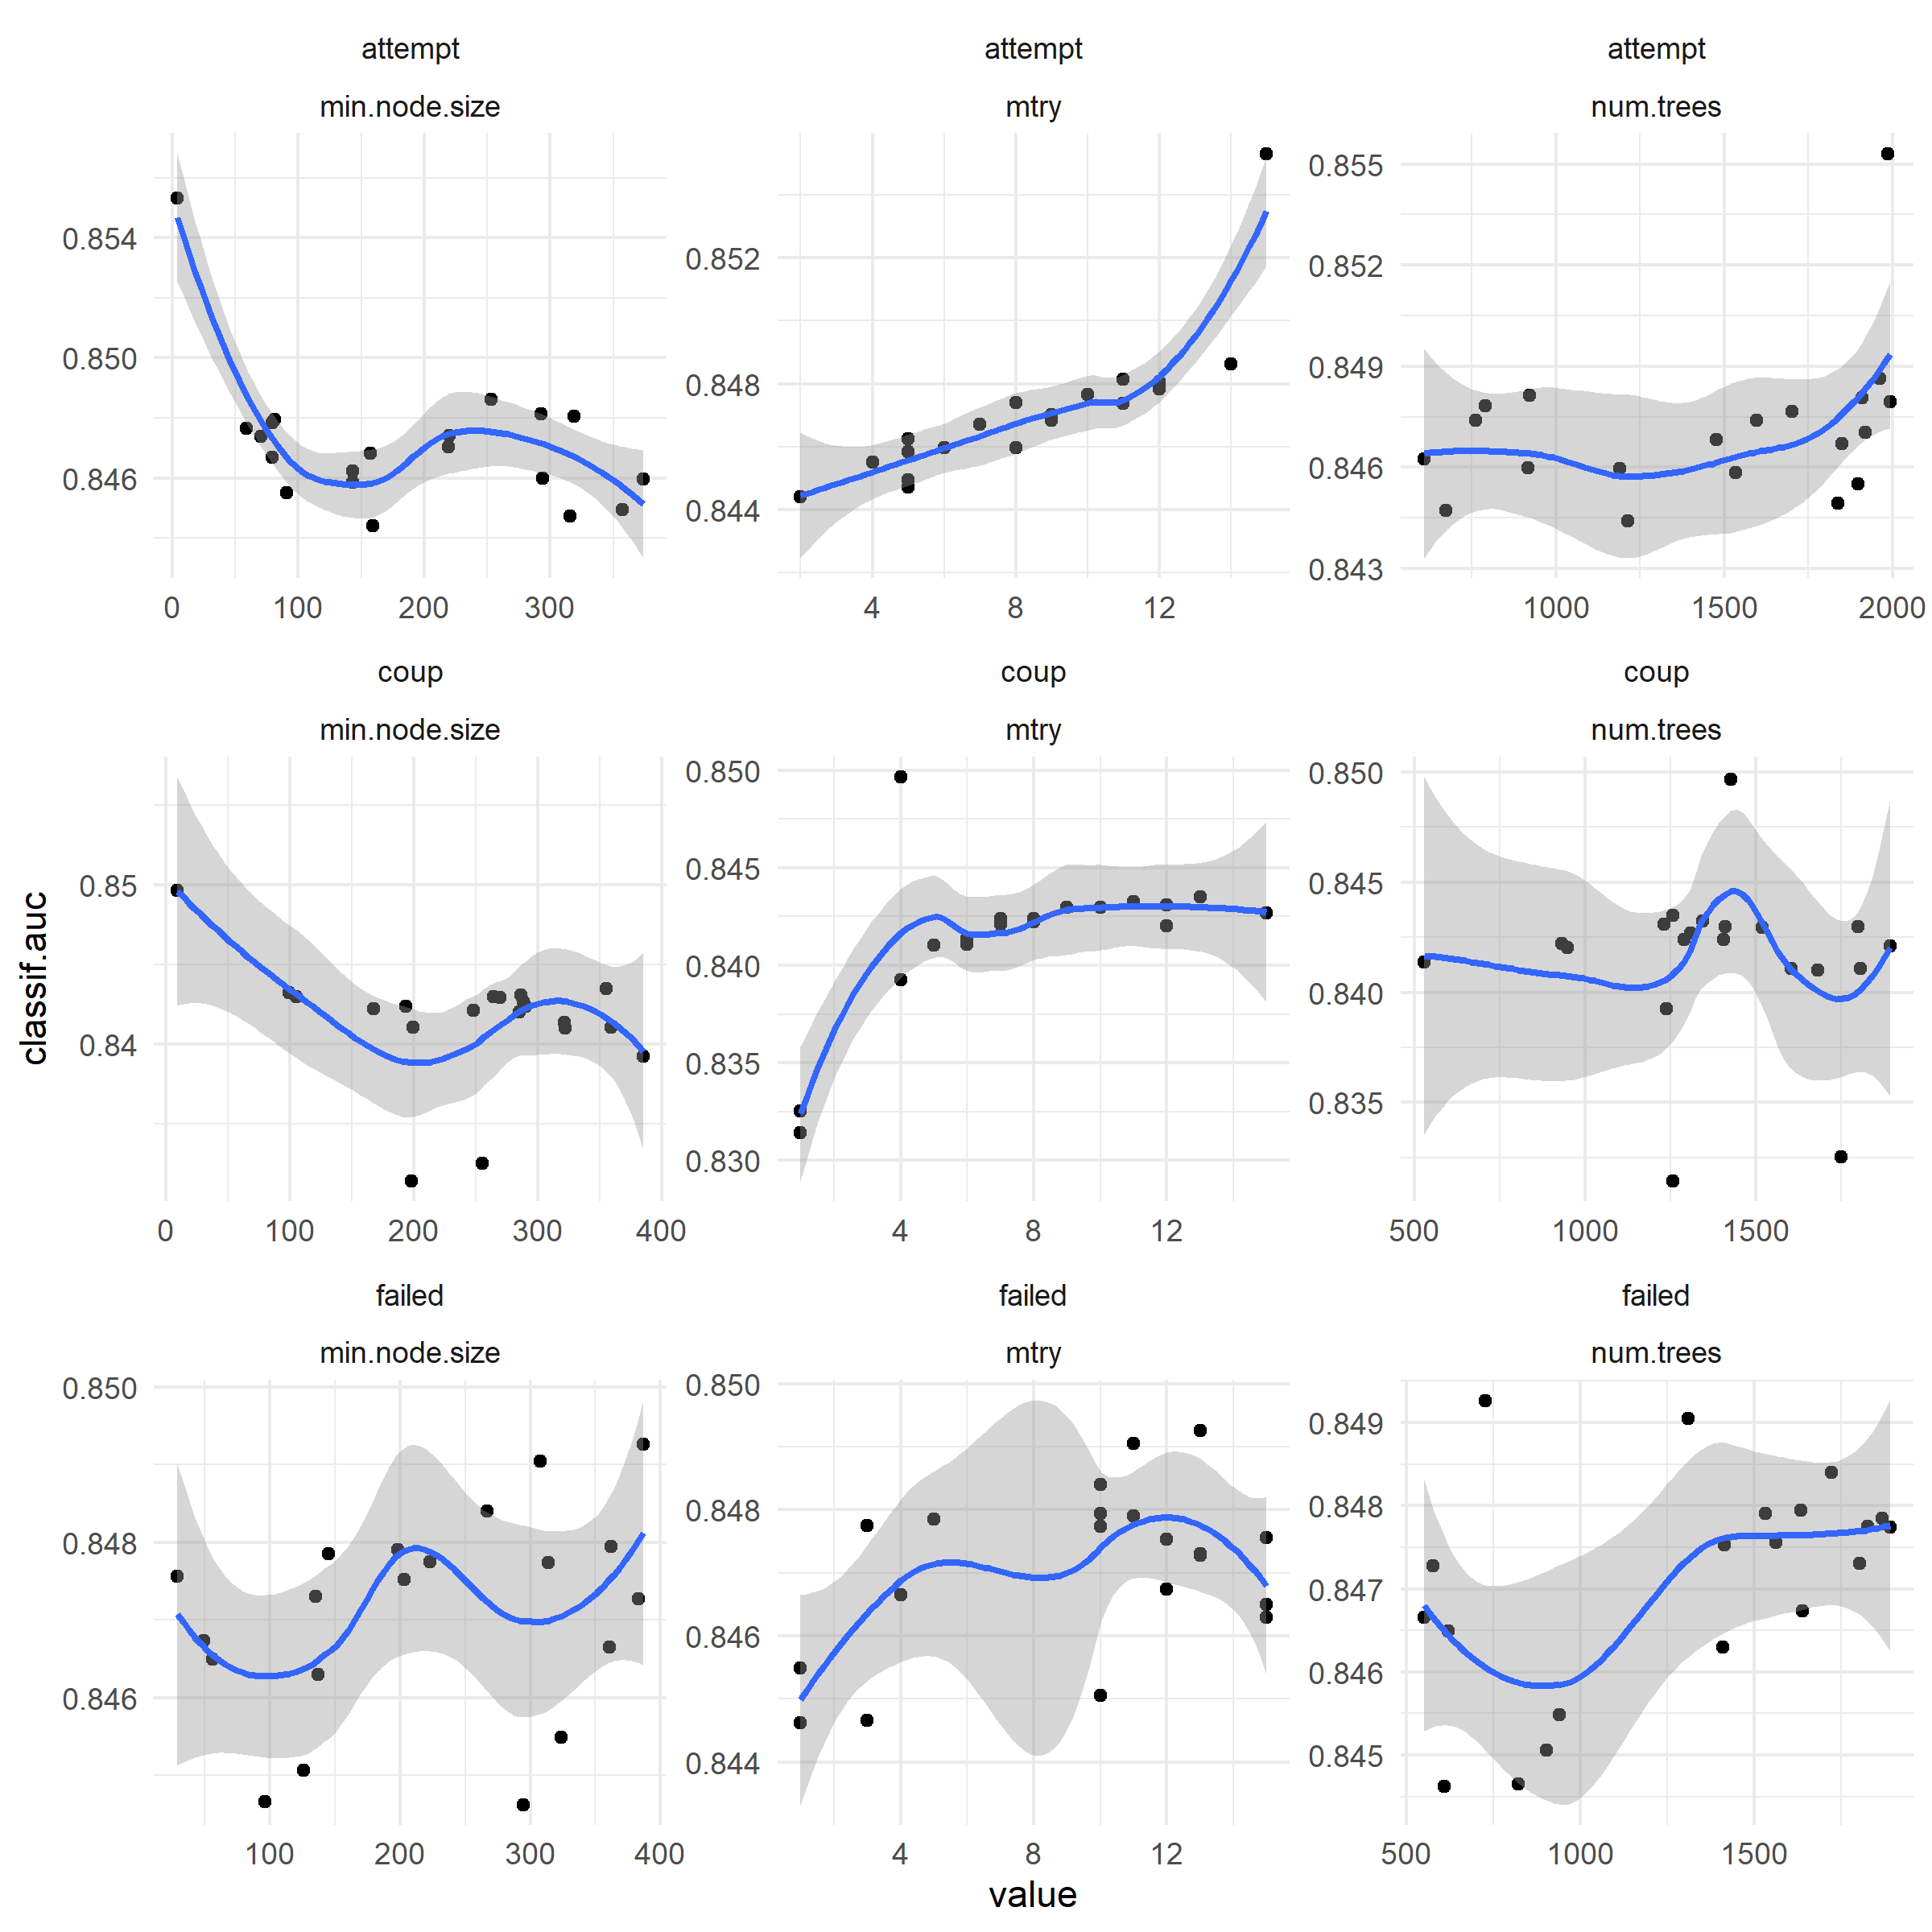 attempt attempt attempt
min.node.size mtry num.trees
0.854
0.850
0.846
0 100 200 300
0.852
0.848
0.844
4 8 12
0.855
0.852
0.849
0.846
0.843
1000 1500 2000
coup coup coup
min.node.size mtry num.trees
classif.auc
0.85
0.84
0 100 200 300 400
0.850
0.845
0.840
0.835
0.830
4 8 12
0.850
0.845
0.840
0.835
500 1000 1500
failed failed failed
min.node.size mtry num.trees
0.850
0.848
0.846
100 200 300 400
0.850
0.848
0.846
0.844
4 8 12
0.849
0.848
0.847
0.846
0.845
500 1000 1500
value